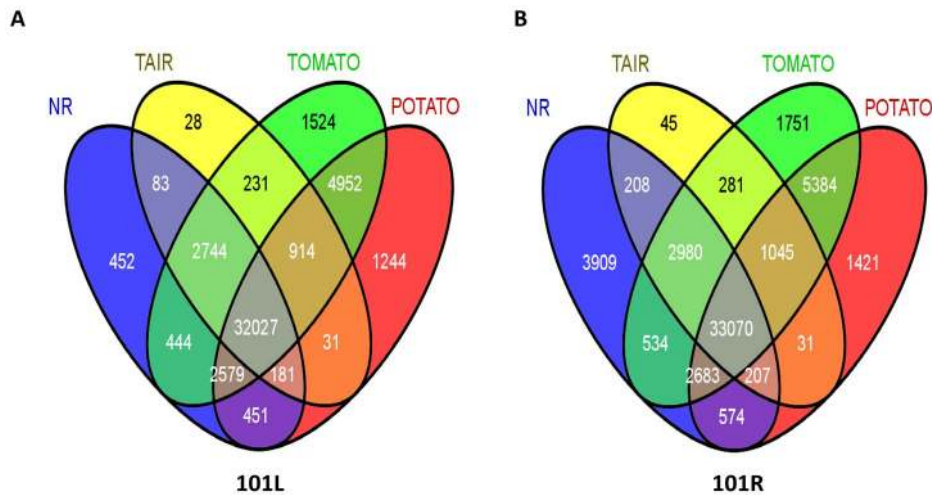 A
B
TAIR TOMATO
NR POTATO
28 1524
83 231 4952
452 2744 914 1244
32027
444 31
2579 181
451
101L
TAIR TOMATO
NR POTATO
45 1751
208 281 5384
3909 2980 1045 1421
33070
534 31
2683 207
574
101R